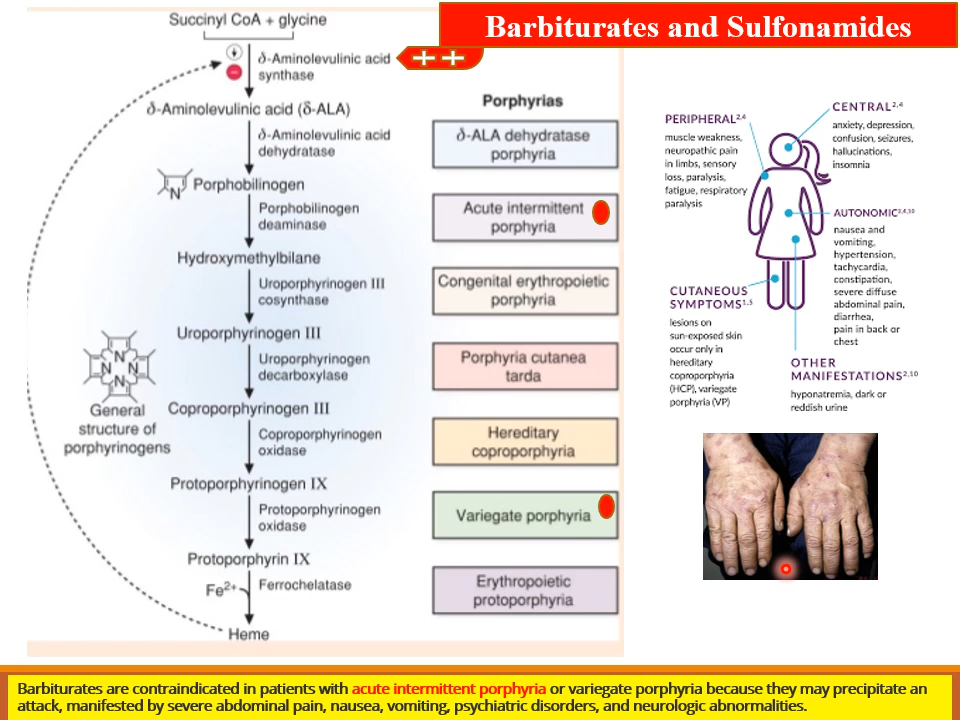 Barbiturates and Sulfonamides
Succinyl CoA + glycine
δ-Aminolevulinic acid
synthase
++
δ-Aminolevulinic acid (δ-ALA)
δ-Aminolevulinic acid
dehydratase
Porphobilinogen
N
Porphobilinogen
deaminase
Hydroxymethylbilane
Uroporphyrinogen III
cosynthase
Uroporphyrinogen III
Uroporphyrinogen
decarboxylase
Coproporphyrinogen III
Coproporphyrinogen
oxidase
Protoporphyrinogen IX
Protoporphyrinogen
oxidase
Protoporphyrin IX
Fe²⁺
Ferrochelatase
Heme
N
N N
N
General
structure of
porphyrinogens
Porphyrias
δ-ALA dehydratase
porphyria
Acute intermittent
porphyria
Congenital erythropoietic
porphyria
Porphyria cutanea
tarda
Hereditary
coproporphyria
Variegate porphyria
Erythropoietic
protoporphyria
PERIPHERAL2,4
muscle weakness,
neuropathic pain
in limbs, sensory
loss, paralysis,
fatigue, respiratory
paralysis
CENTRAL2,4
anxiety, depression,
confusion, seizures,
hallucinations,
insomnia
AUTONOMIC2,4,10
nausea and
vomiting,
hypertension,
tachycardia,
constipation,
severe diffuse
abdominal pain,
diarrhea,
pain in back or
chest
CUTANEOUS
SYMPTOMS1,5
lesions on
sun-exposed skin
occur only in
hereditary
coproporphyria
(HCP), variegate
porphyria (VP)
OTHER
MANIFESTATIONS2,10
hyponatremia, dark or
reddish urine
Barbiturates are contraindicated in patients with acute intermittent porphyria or variegate porphyria because they may precipitate an
attack, manifested by severe abdominal pain, nausea, vomiting, psychiatric disorders, and neurologic abnormalities.